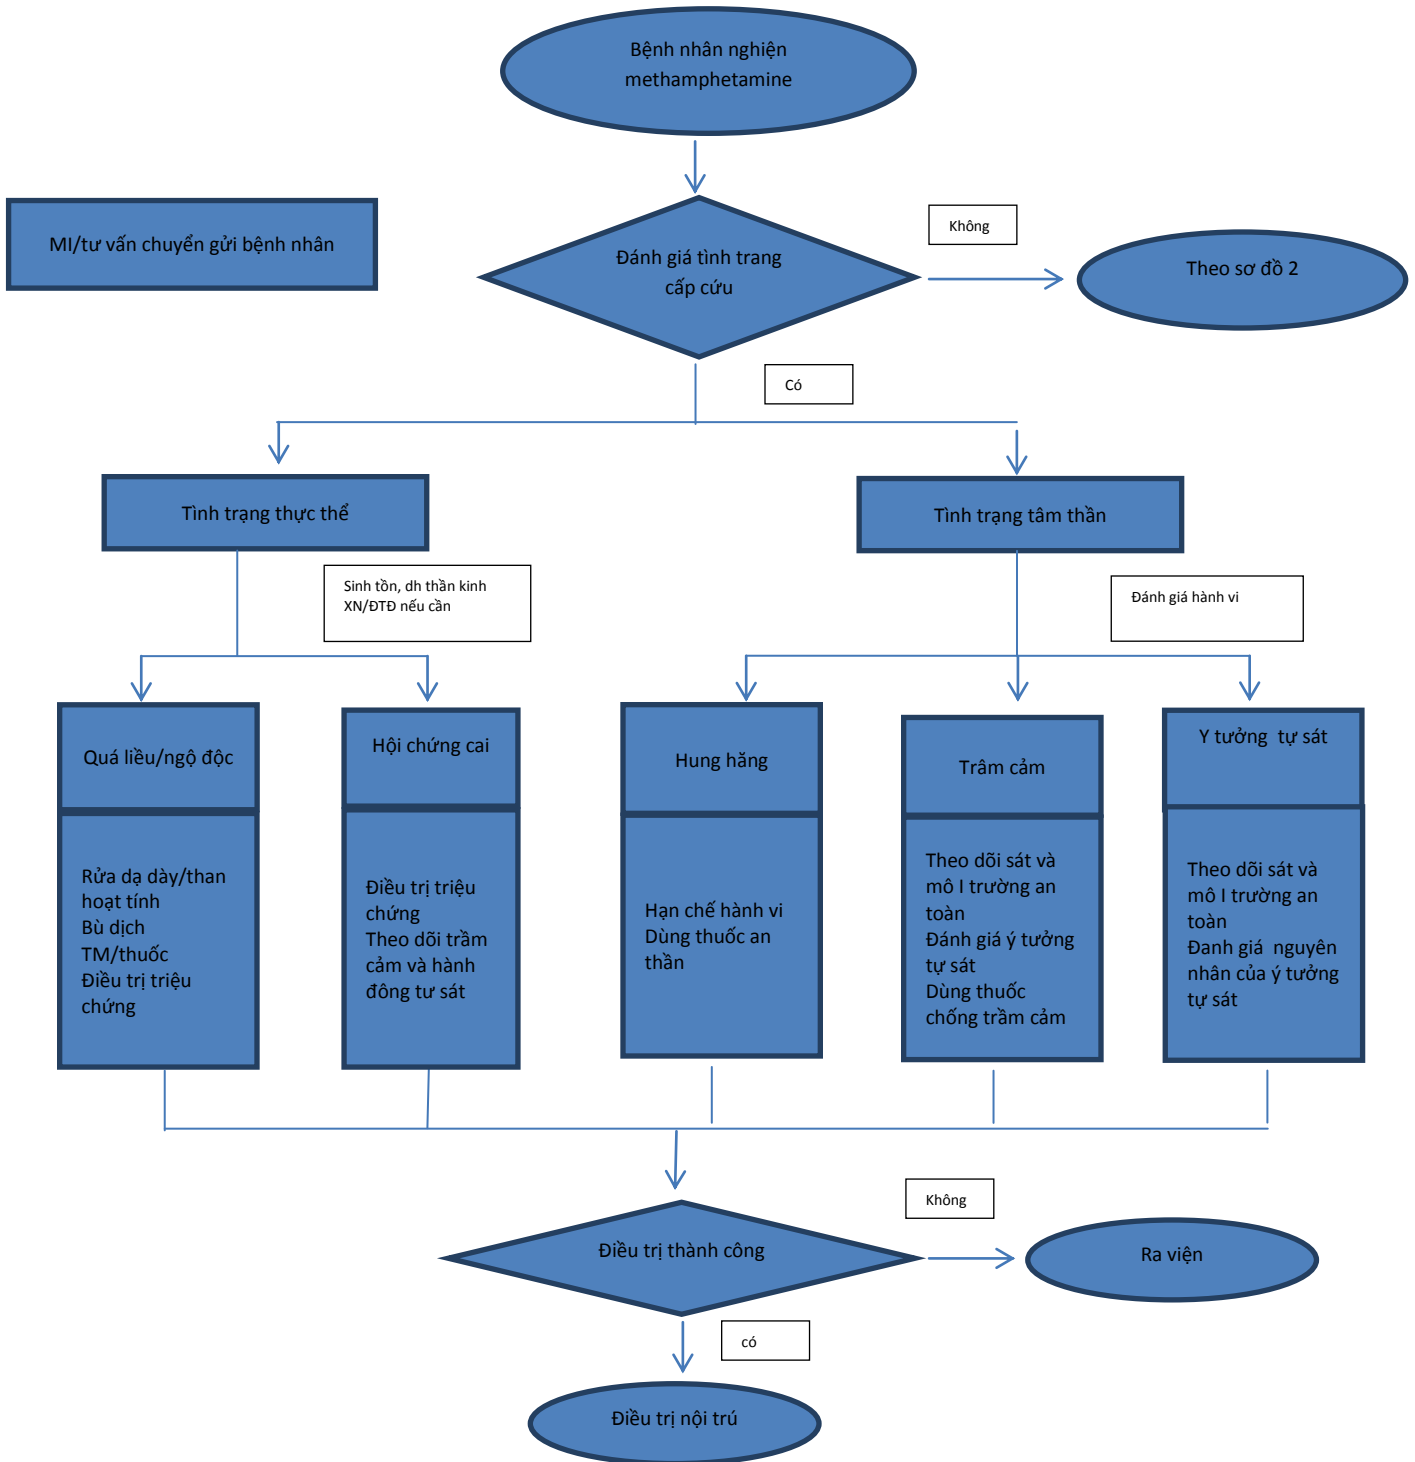 Bệnh nhân nghiện
methamphetamine
MI/tư vấn chuyển gửi bệnh nhân
Đánh giá tình trang
cấp cứu
Không
Theo sơ đồ 2
Có
Tình trạng thực thể
Tình trạng tâm thần
Sinh tồn, dh thần kinh
XN/ĐTĐ nếu cần
Đánh giá hành vi
Quá liều/ngộ độc
Hội chứng cai
Hung hăng
Trâm cảm
Y tưởng tự sát
Rửa dạ dày/than
hoạt tính
Bù dịch
TM/thuốc
Điều trị triệu
chứng
Điều trị triệu
chứng
Theo dõi trầm
cảm và hành
đông tư sát
Hạn chế hành vi
Dùng thuốc an
thần
Theo dõi sát và
mô I trường an
toàn
Đánh giá ý tưởng
tự sát
Dùng thuốc
chống trầm cảm
Theo dõi sát và
mô I trường an
toàn
Đanh giá nguyên
nhân của ý tưởng
tự sát
Điều trị thành công
Không
Ra viện
có
Điều trị nội trú